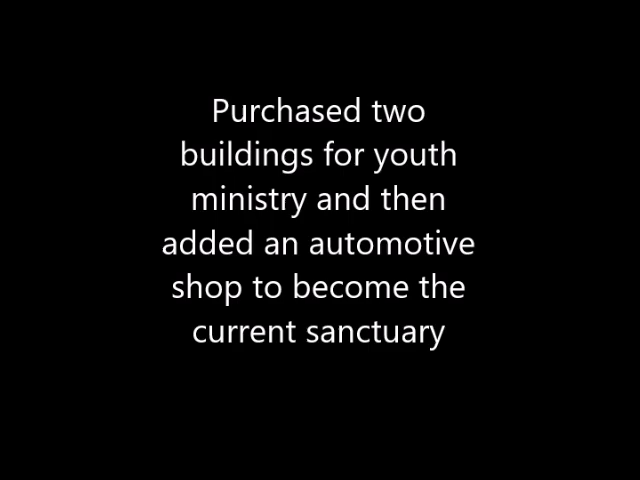 Purchased two
buildings for youth
ministry and then
added an automotive
shop to become the
current sanctuary